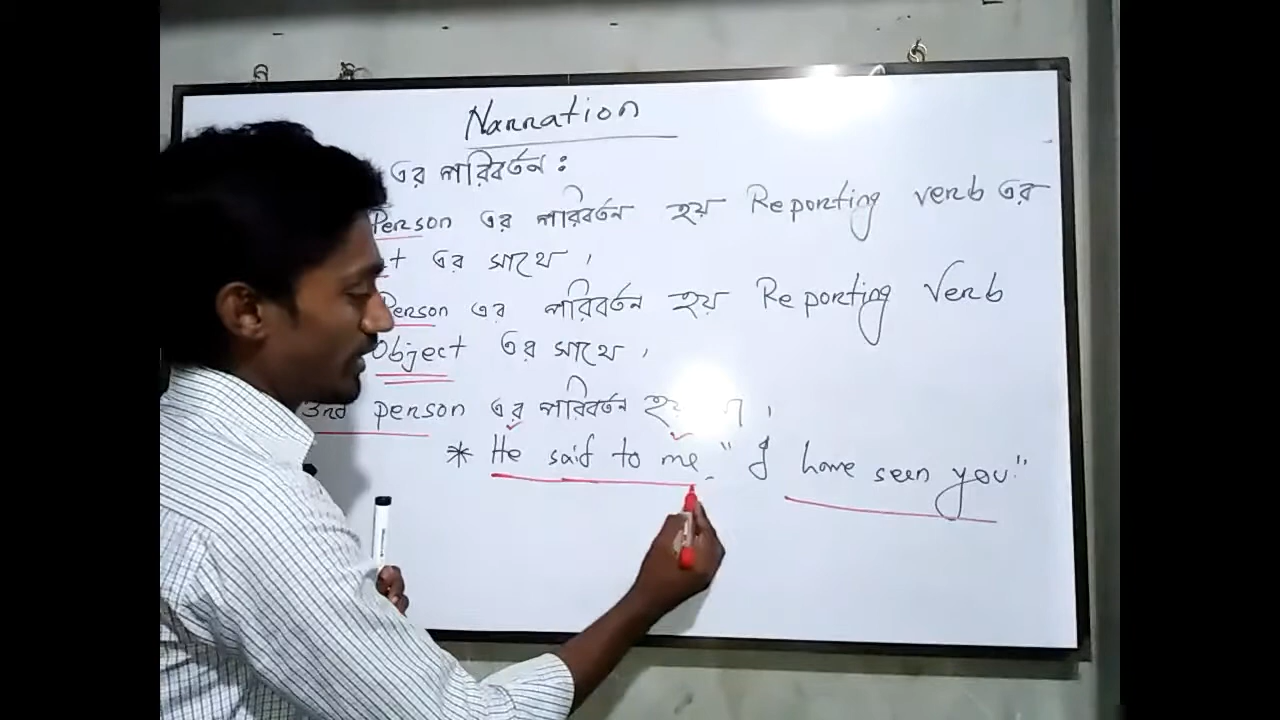 Narration
এর পরিবর্তন :
Person এর পরিবর্তন হয় Reporting verb এর
t এর সাথে ।
Person এর পরিবর্তন হয় Reporting Verb
Object এর সাথে ।
3rd person এর পরিবর্তন হয়
* He said to me "I have seen you"